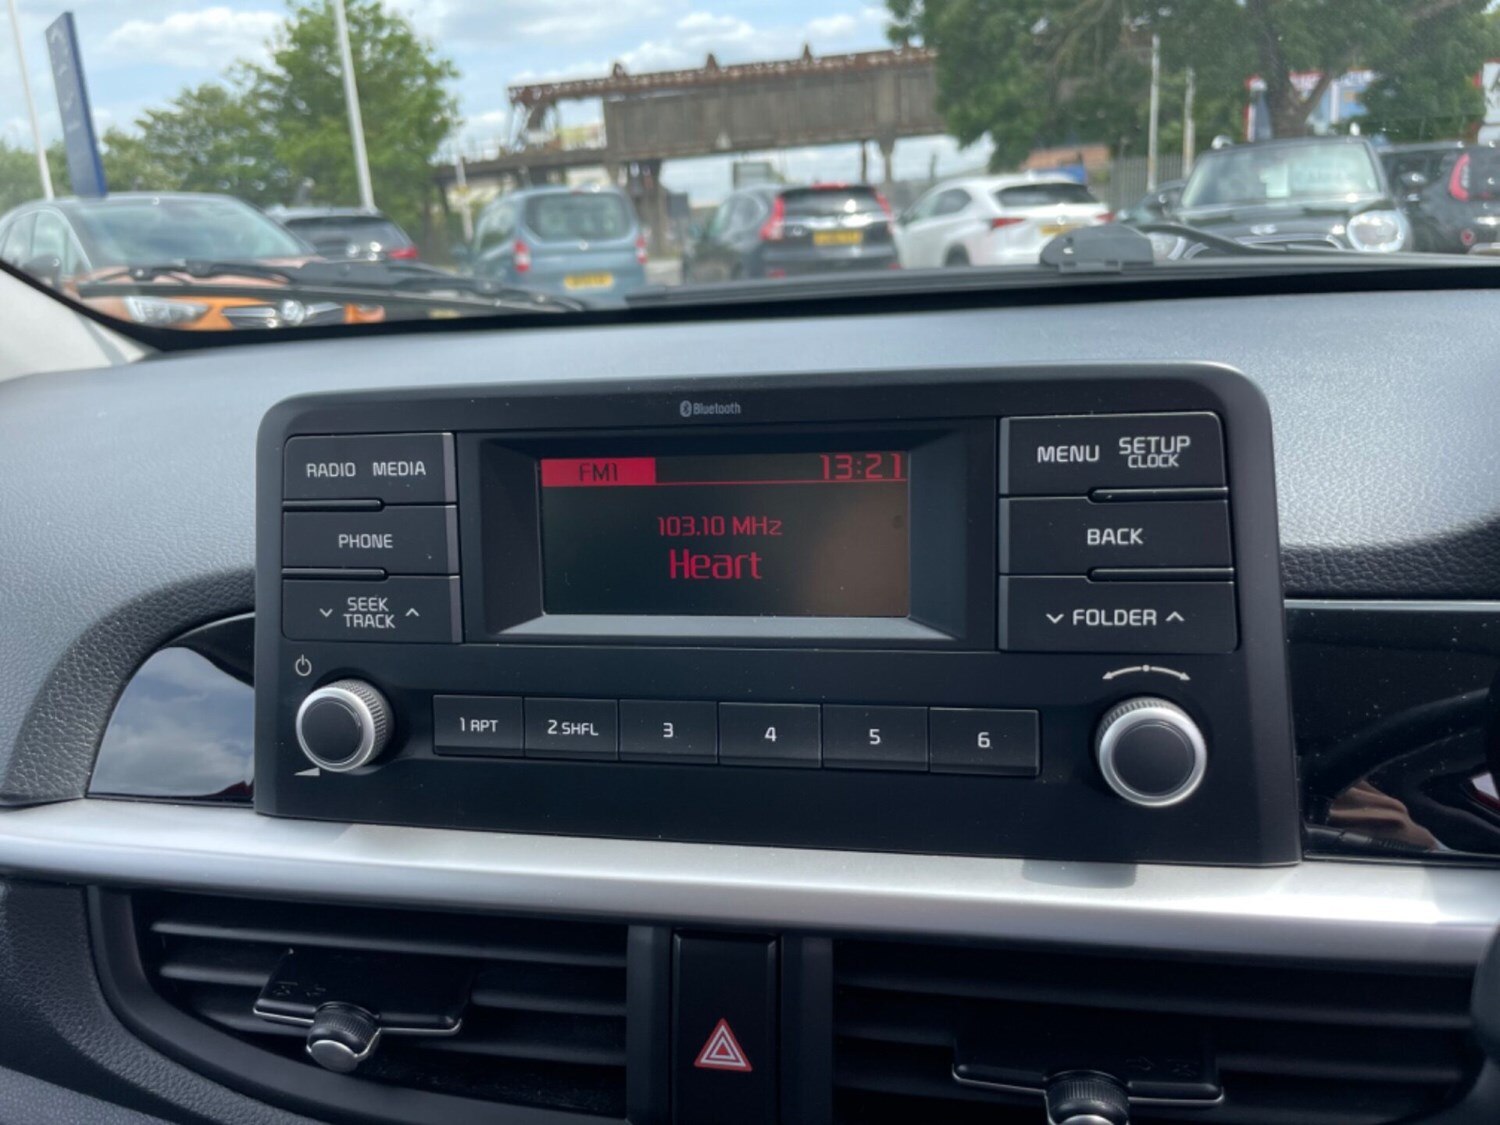 Bluetooth
RADIO MEDIA
PHONE
SEEK
TRACK
FM1 13:21
103.10 MHz
Heart
MENU SETUP
CLOCK
BACK
FOLDER
1 RPT 2.SHFL 3 4 5 6